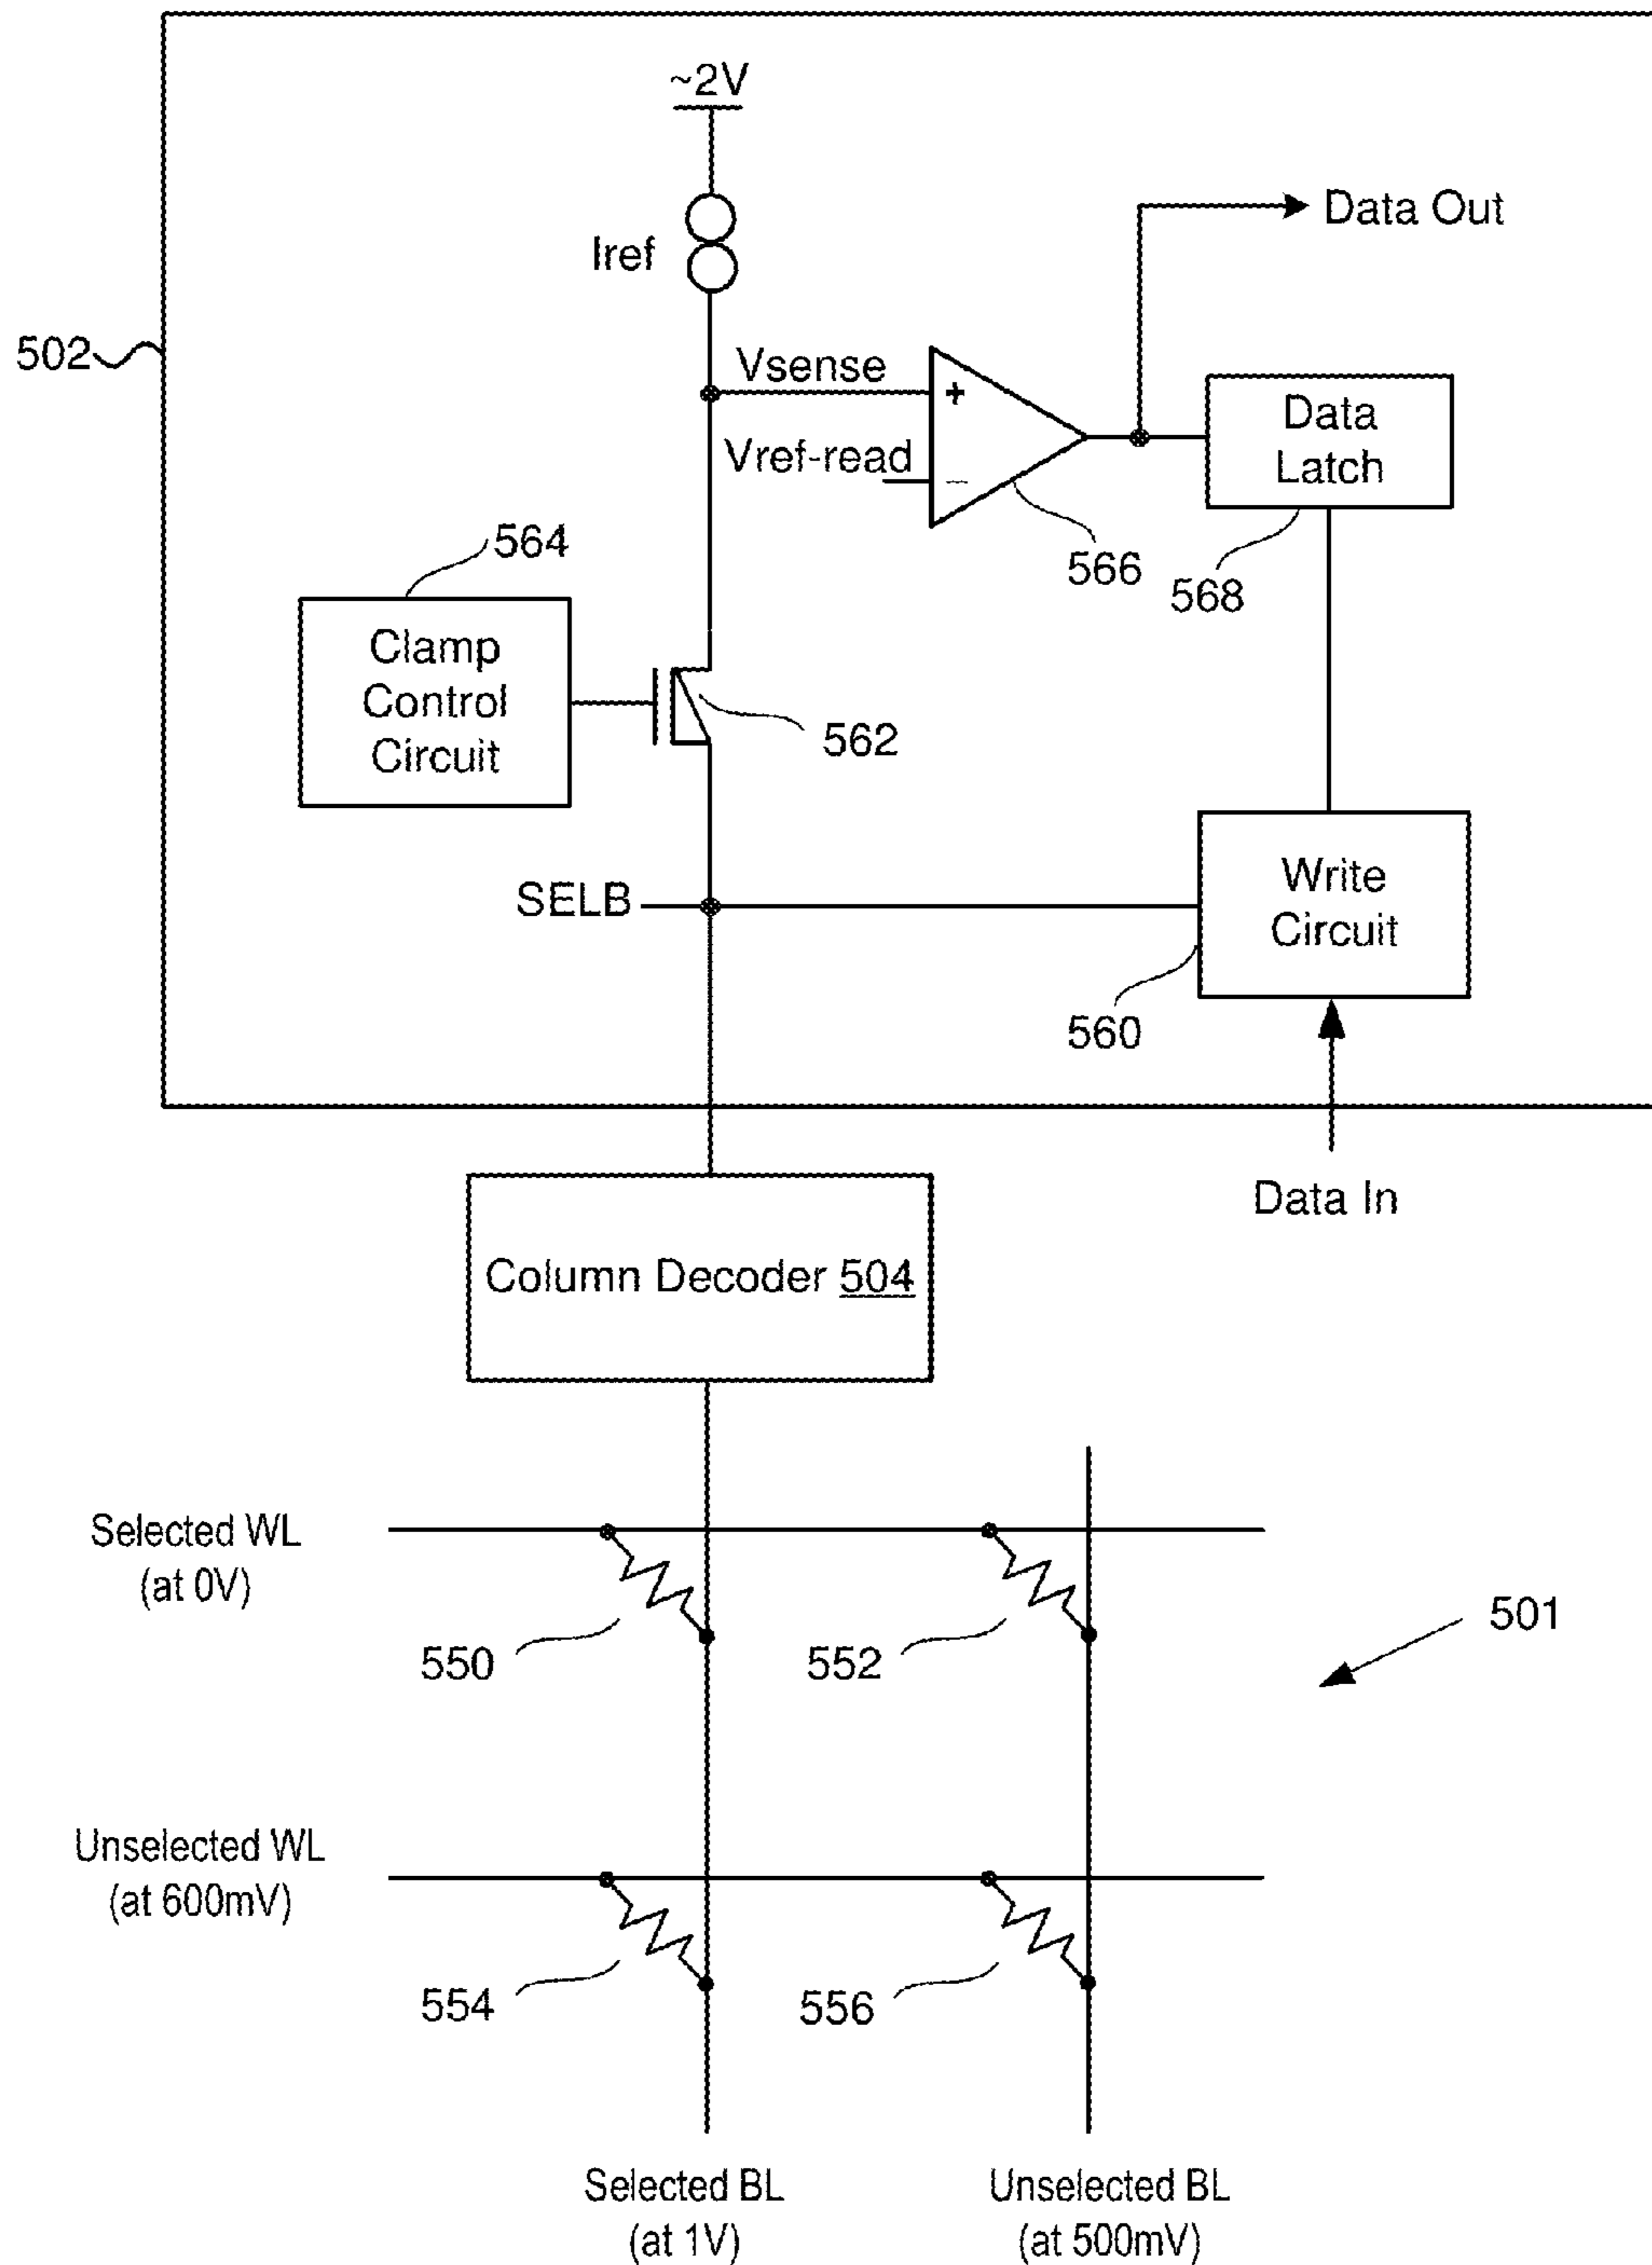 ~2V
Iref
Data Out
502
Vsense
+
Vref-read
−
Data
Latch
566
568
564
Clamp
Control
Circuit
562
SELB
Write
Circuit
560
Data In
Column Decoder 504
Selected WL
(at 0V)
550
552
501
Unselected WL
(at 600mV)
554
556
Selected BL
(at 1V)
Unselected BL
(at 500mV)